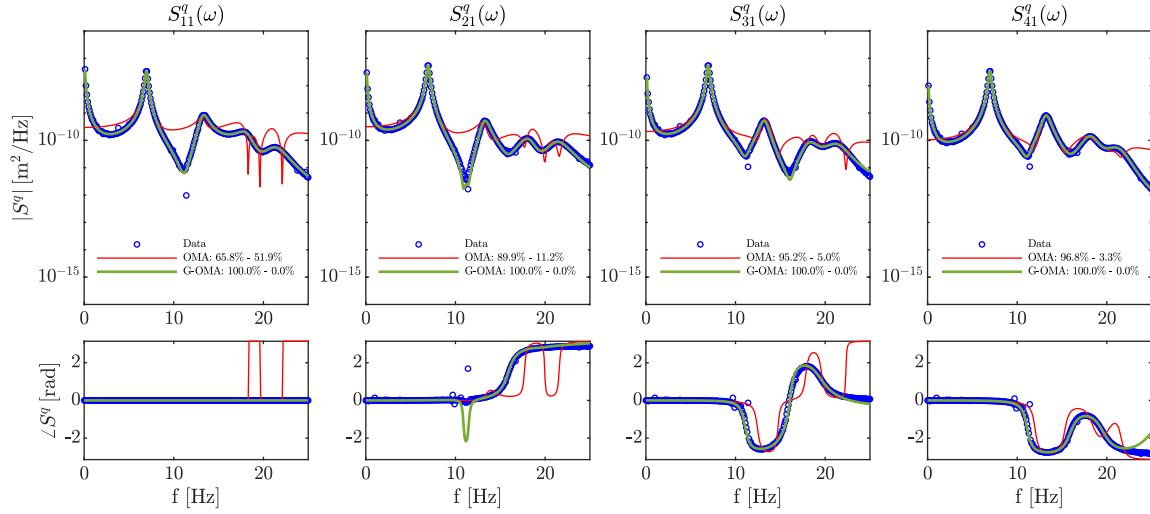 S^q_11(ω) S^q_21(ω) S^q_31(ω) S^q_41(ω)
|S^q| [m²/Hz]
10⁻¹⁰ 10⁻¹⁰ 10⁻¹⁰ 10⁻¹⁰
Data Data Data Data
OMA: 65.8% - 51.9% OMA: 89.9% - 11.2% OMA: 95.2% - 5.0% OMA: 96.8% - 3.3%
G-OMA: 100.0% - 0.0% G-OMA: 100.0% - 0.0% G-OMA: 100.0% - 0.0% G-OMA: 100.0% - 0.0%
10⁻¹⁵ 10⁻¹⁵ 10⁻¹⁵ 10⁻¹⁵
0 10 20 0 10 20 0 10 20 0 10 20
∠S^q [rad]
2 2 2 2
0 0 0 0
-2 -2 -2 -2
0 10 20 0 10 20 0 10 20 0 10 20
f [Hz] f [Hz] f [Hz] f [Hz]